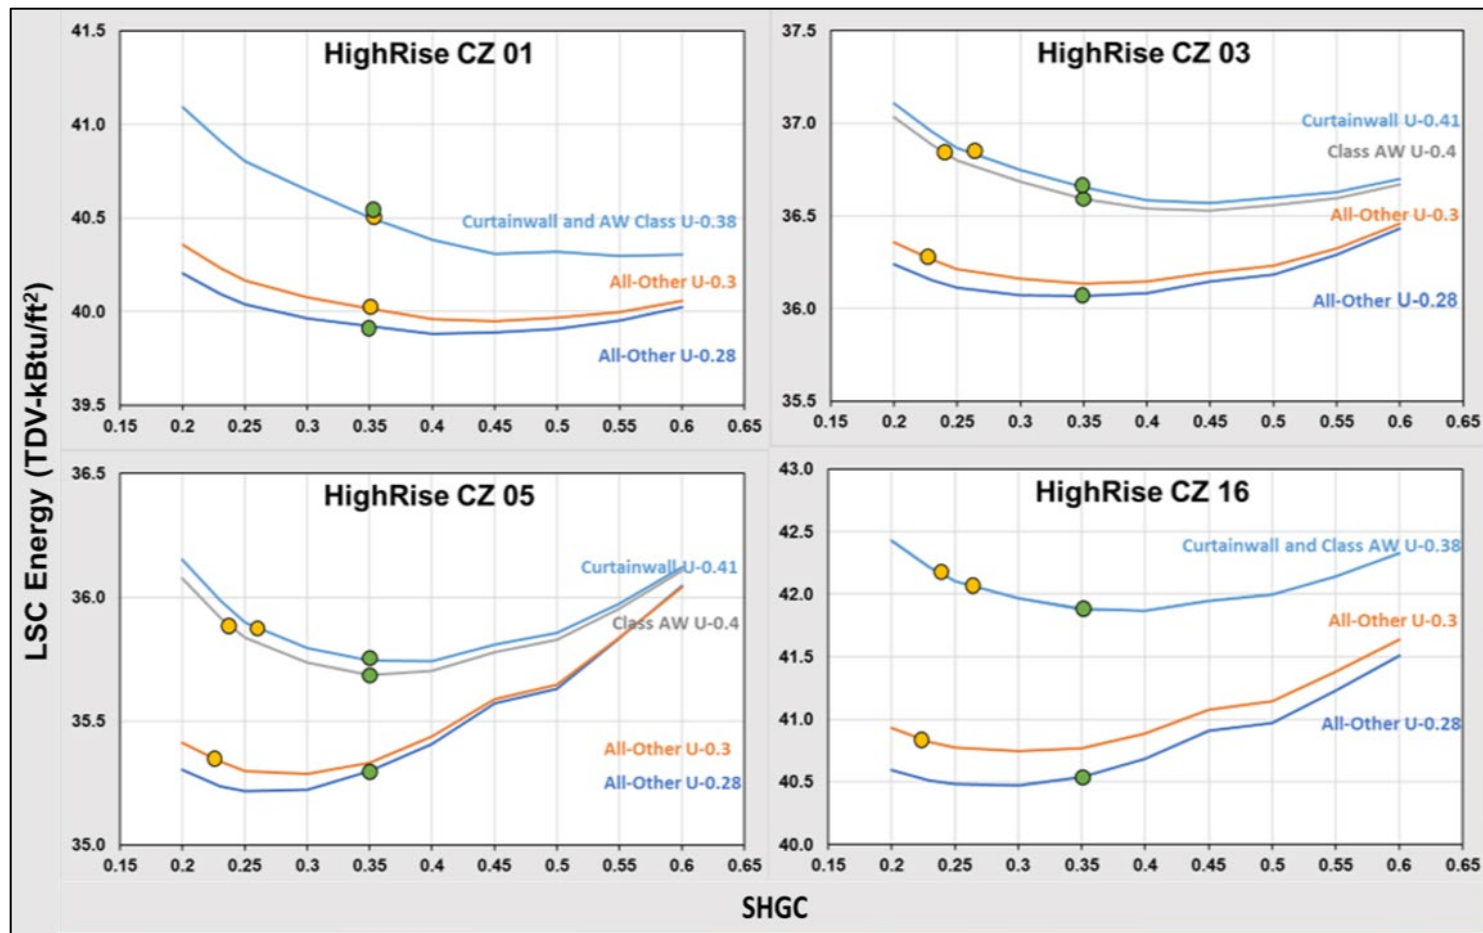 LSC Energy (TDV-kBtu/ft²)
HighRise CZ 01
41.5
41.0
40.5
40.0
39.5
0.15 0.2 0.25 0.3 0.35 0.4 0.45 0.5 0.55 0.6 0.65
Curtainwall and AW Class U-0.38
All-Other U-0.3
All-Other U-0.28
HighRise CZ 03
37.5
37.0
36.5
36.0
35.5
0.15 0.2 0.25 0.3 0.35 0.4 0.45 0.5 0.55 0.6 0.65
Curtainwall U-0.41
Class AW U-0.4
All-Other U-0.3
All-Other U-0.28
HighRise CZ 05
36.5
36.0
35.5
35.0
0.15 0.2 0.25 0.3 0.35 0.4 0.45 0.5 0.55 0.6 0.65
Curtainwall U-0.41
Class AW U-0.4
All-Other U-0.3
All-Other U-0.28
HighRise CZ 16
43.0
42.5
42.0
41.5
41.0
40.5
40.0
0.15 0.2 0.25 0.3 0.35 0.4 0.45 0.5 0.55 0.6 0.65
Curtainwall and Class AW U-0.38
All-Other U-0.3
All-Other U-0.28
SHGC